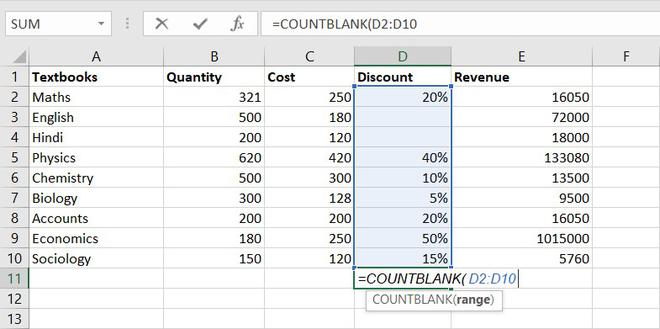 SUM fx =COUNTBLANK(D2:D10
A B C D E F
1 Textbooks Quantity Cost Discount Revenue
2 Maths 321 250 20% 16050
3 English 500 180 72000
4 Hindi 200 120 18000
5 Physics 620 420 40% 133080
6 Chemistry 500 300 10% 13500
7 Biology 300 128 5% 9500
8 Accounts 200 200 20% 16050
9 Economics 180 250 50% 1015000
10 Sociology 150 120 15% 5760
11 =COUNTBLANK( D2:D10
12 COUNTBLANK(range)
13